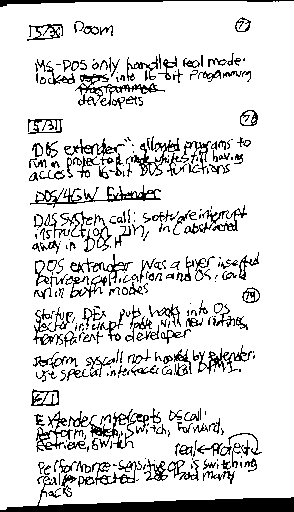 5/30 Doom
77
MS-DOS only handled real mode.
locked into 16-bit programming
developers
5/31
78
"DOS extender": allowed programs to
run in protected mode while still having
access to 16-bit DOS functions
DOS/4GW Extender
DOS system call: software interrupt
instruction 21h, in C abstracted
away in DOS.H
DOS extender was a layer inserted
between application and OS; could
run in both modes
79
Startup, DEx puts hooks into OS
vector interrupt table with new routines,
transparent to developer
Perform syscall not hooked by extender,
use special interface called DPMI.
6/1
Extender intercepts OS call:
Perform, switch, forward,
retrieve, switch
real ← protected
Performance-sensitive op is switching
real protected. 286 had many
hacks